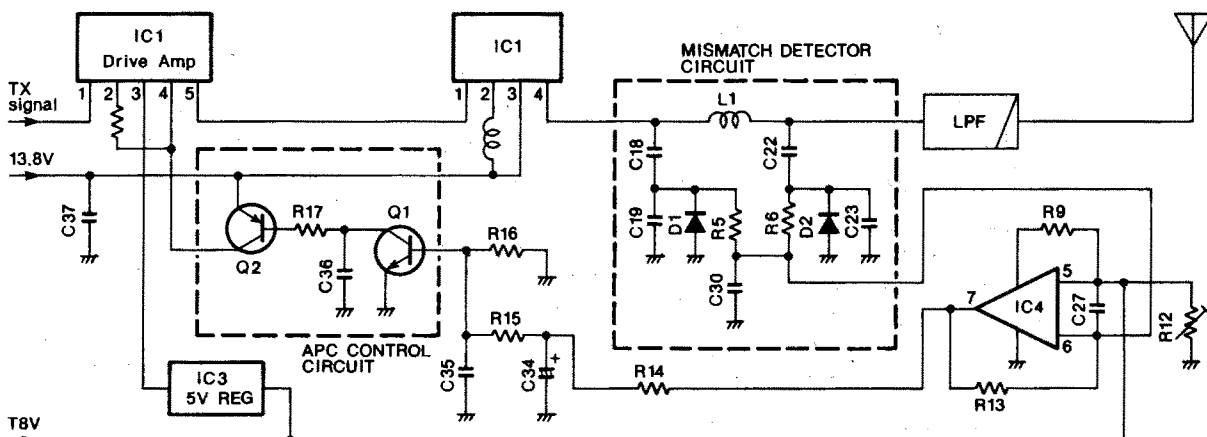 IC1
Drive Amp
IC1
MISMATCH DETECTOR
CIRCUIT
TX
signal
1
2
3
4
5
1
2
3
4
L1
LPF
13.8V
C18
C22
C37
R17
Q1
R16
C19
D1
R5
R6
D2
C23
R9
Q2
C36
C30
7
IC4
5
6
C27
R12
R15
APC CONTROL
CIRCUIT
C35
C34
+
R14
R13
IC3
5V REG
T8V